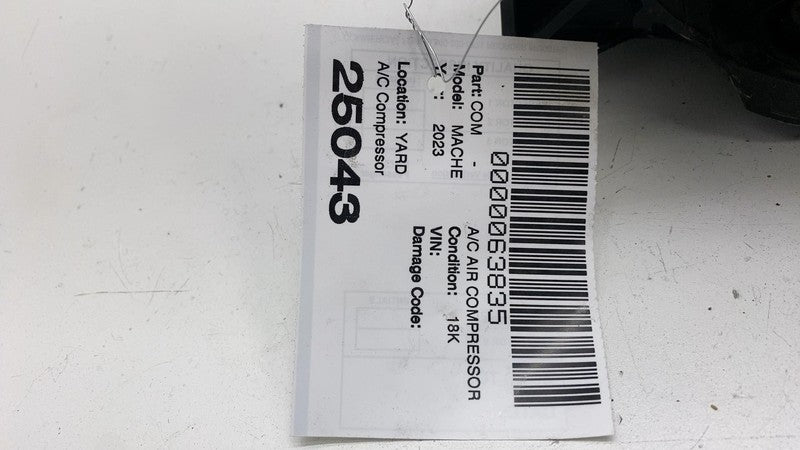 0000063835
Part: COM - A/C AIR COMPRESSOR
Model: MACHE Condition: 18K
2023 VIN:
Damage Code:
Location: YARD
A/C Compressor
25043